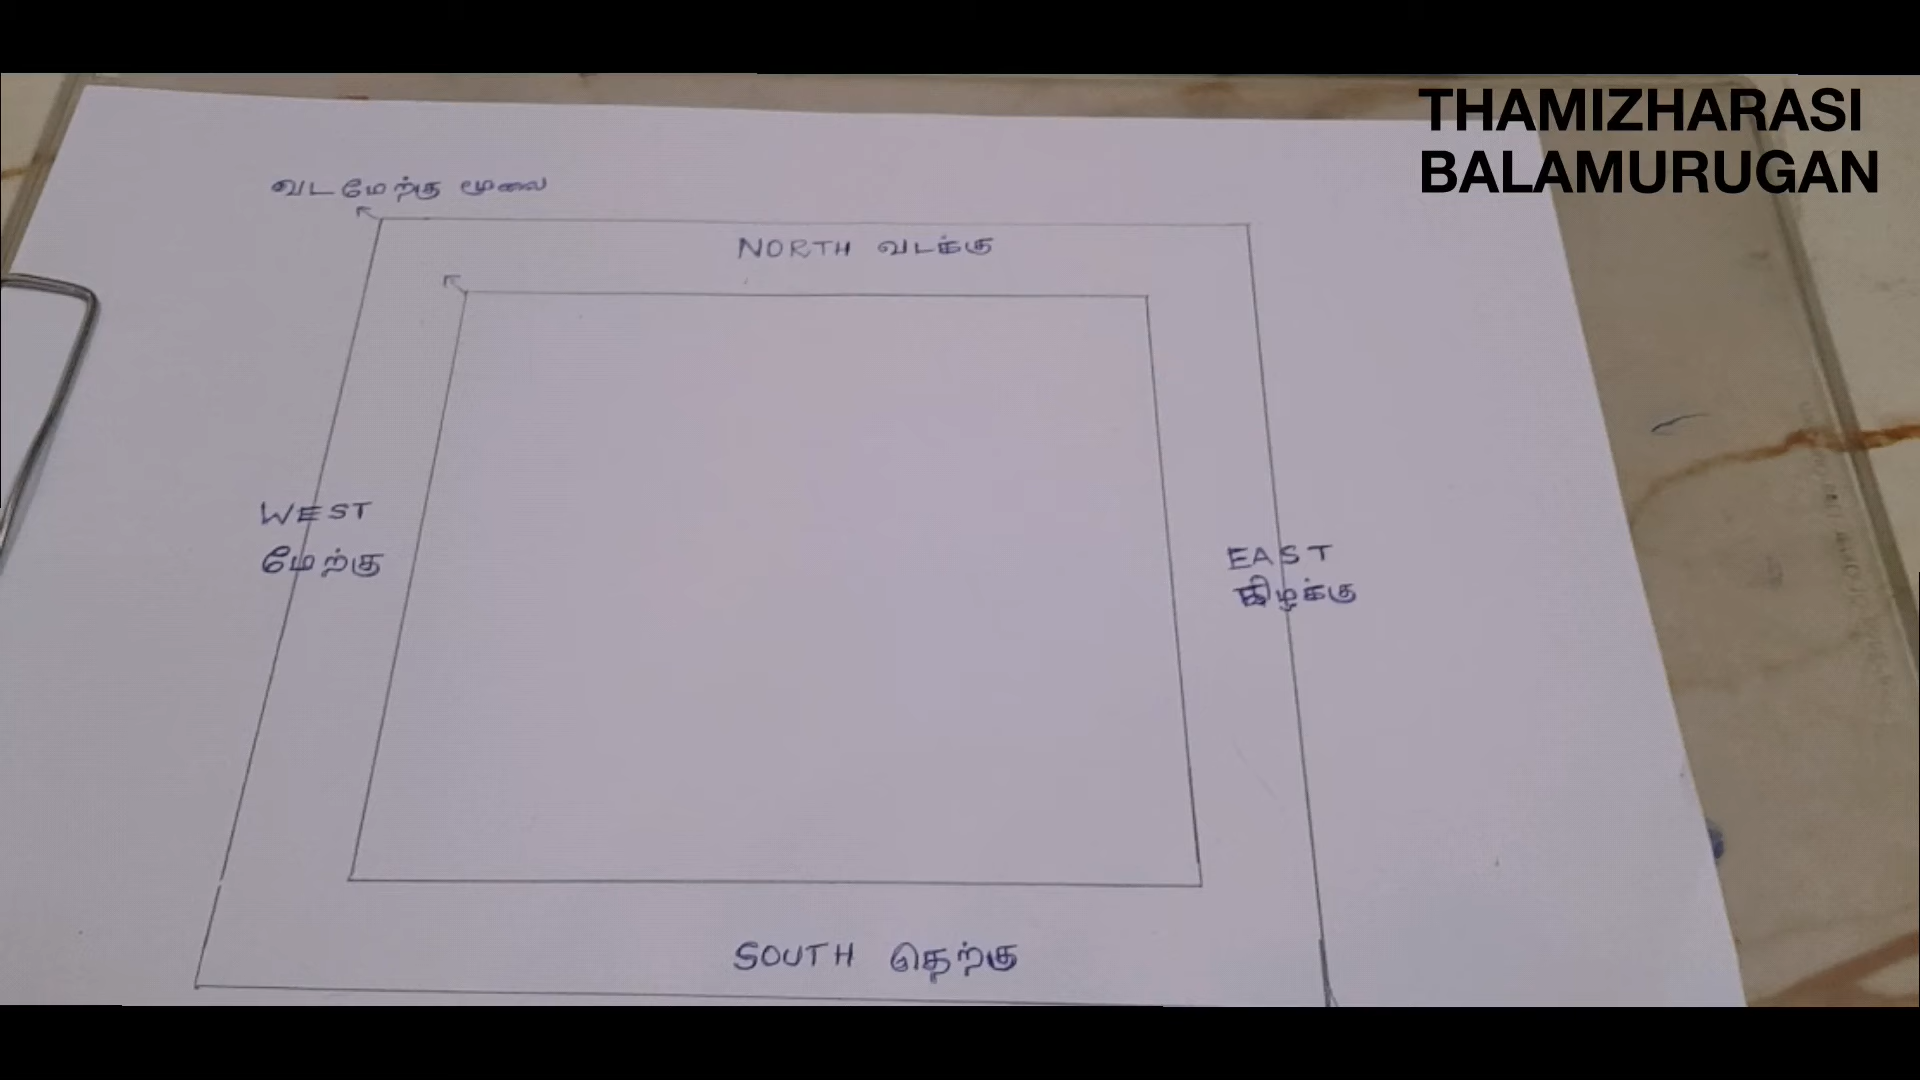 THAMIZHARASI
BALAMURUGAN
வடமேற்கு மூலை
NORTH வடக்கு
WEST
மேற்கு
EAST
கிழக்கு
SOUTH தெற்கு